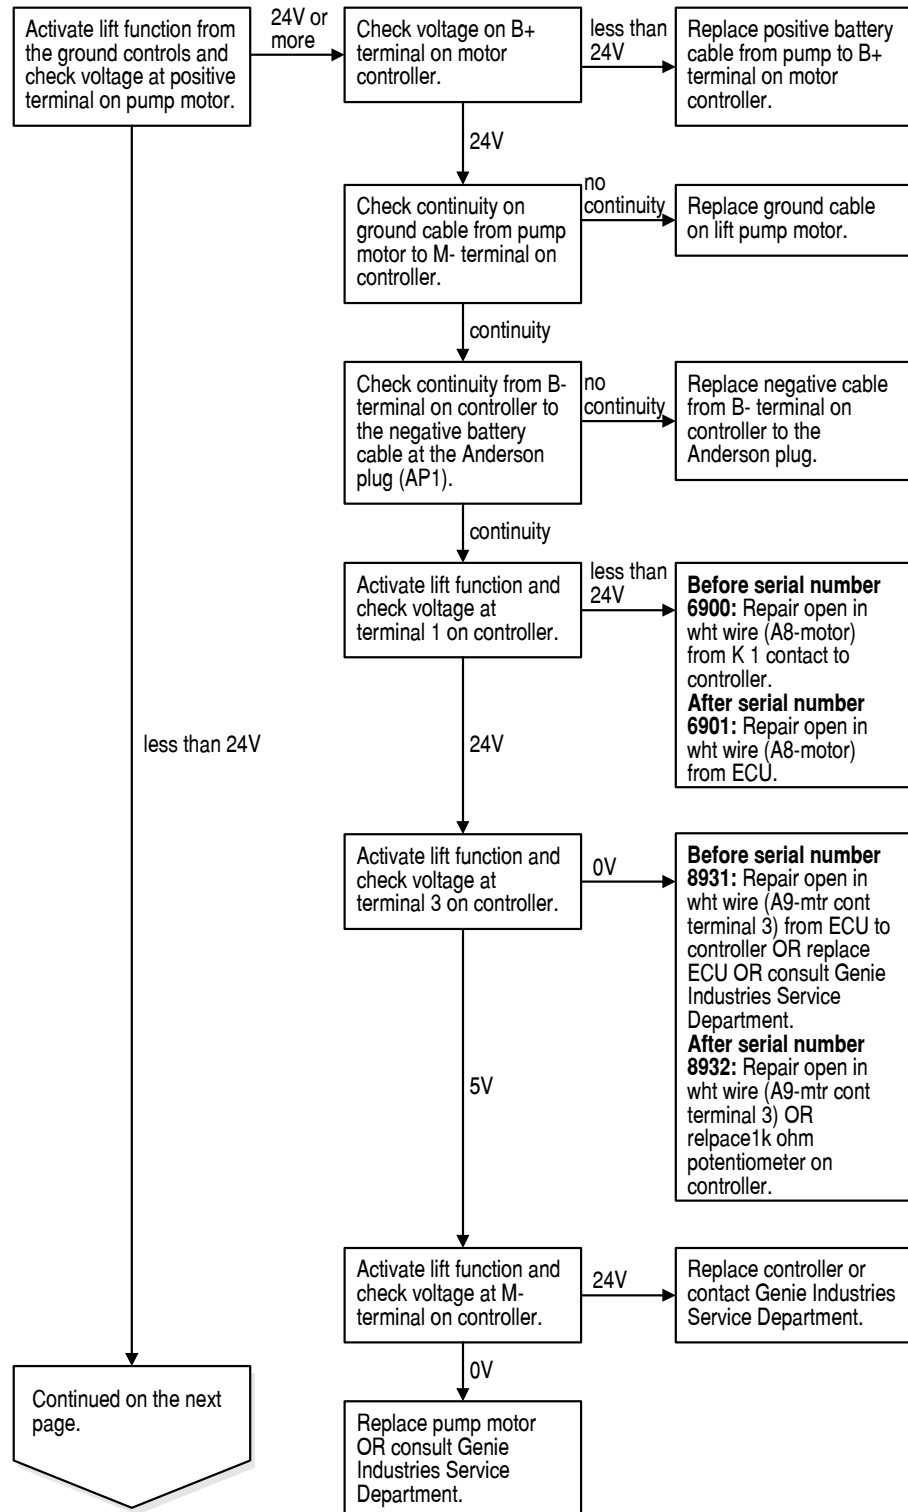 Activate lift function from
the ground controls and
check voltage at positive
terminal on pump motor.
24V or
more
Check voltage on B+
terminal on motor
controller.
less than
24V
Replace positive battery
cable from pump to B+
terminal on motor
controller.
24V
Check continuity on
ground cable from pump
motor to M- terminal on
controller.
no
continuity
Replace ground cable
on lift pump motor.
continuity
Check continuity from B-
terminal on controller to
the negative battery
cable at the Anderson
plug (AP1).
no
continuity
Replace negative cable
from B- terminal on
controller to the
Anderson plug.
continuity
Activate lift function and
check voltage at
terminal 1 on controller.
less than
24V
Before serial number
6900: Repair open in
wht wire (A8-motor)
from K 1 contact to
controller.
After serial number
6901: Repair open in
wht wire (A8-motor)
from ECU.
less than 24V
24V
Activate lift function and
check voltage at
terminal 3 on controller.
0V
Before serial number
8931: Repair open in
wht wire (A9-mtr cont
terminal 3) from ECU to
controller OR replace
ECU OR consult Genie
Industries Service
Department.
After serial number
8932: Repair open in
wht wire (A9-mtr cont
terminal 3) OR
relpace1k ohm
potentiometer on
controller.
5V
Activate lift function and
check voltage at M-
terminal on controller.
24V
Replace controller or
contact Genie Industries
Service Department.
0V
Continued on the next
page.
Replace pump motor
OR consult Genie
Industries Service
Department.